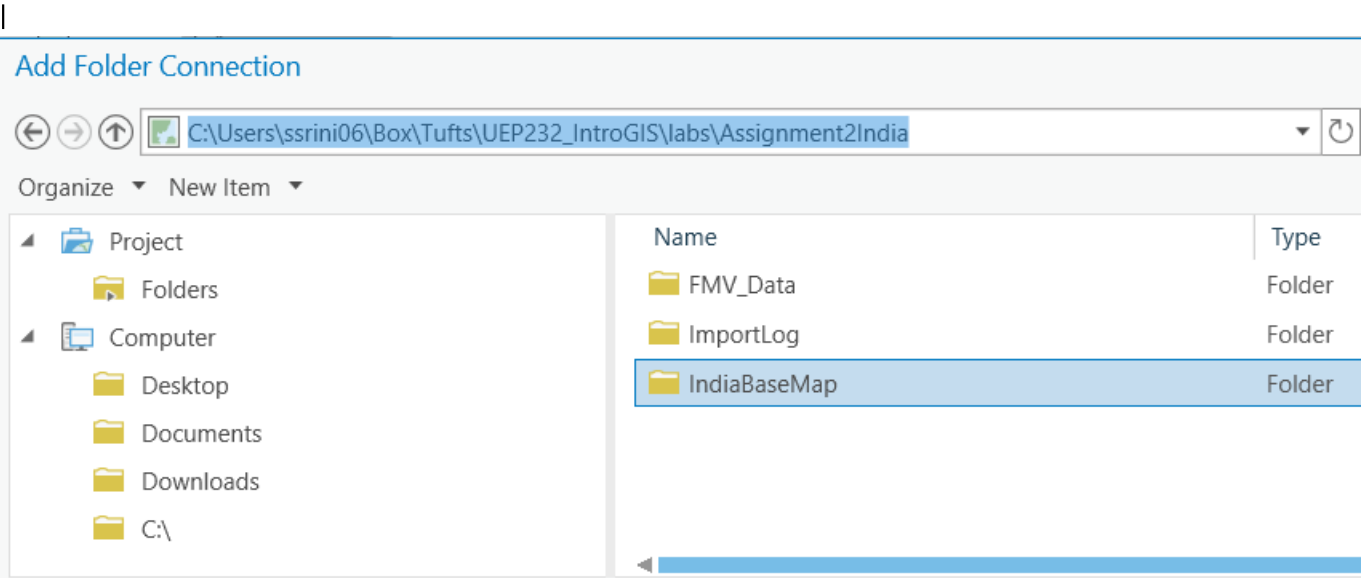 Add Folder Connection
C:\Users\ssrini06\Box\Tufts\UEP232_IntroGIS\labs\Assignment2India
Organize New Item
Project
Folders
Computer
Desktop
Documents
Downloads
C:\
Name Type
FMV_Data Folder
ImportLog Folder
IndiaBaseMap Folder